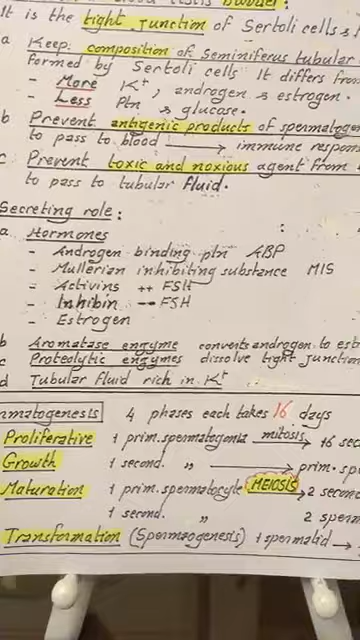 It is the tight junction of Sertoli cells &
a Keep composition of Seminiferus tubular
formed by Sertoli cells It differs from
- More K+, androgen & estrogen.
- Less Ptn & glucose.
b Prevent antigenic products of spermatogen
to pass to blood → immune respon
c Prevent toxic and noxious agent from
to pass to tubular fluid.
Secreting role:
a. Hormones
- Androgen binding ptn ABP
- Mullerian inhibiting substance MIS
- Activins ++ FSH
- Inhibin -- FSH
- Estrogen
b Aromatase engyme converts androgen to est
c Proteolytic engymes dissolve tight junction
d Tubular fluid rich in K+
rmatogenesis 4 phases each takes 16 days
Proliferative 1 prim. spermatogonia mitosis → 16 sec
Growth 1 second. " → prim. sp
Maturation 1 prim. spermatocyte MEIOSIS → 2 second
1 second. " 2 sperm
Transformation (Spermiogenesis) 1 spermatid →